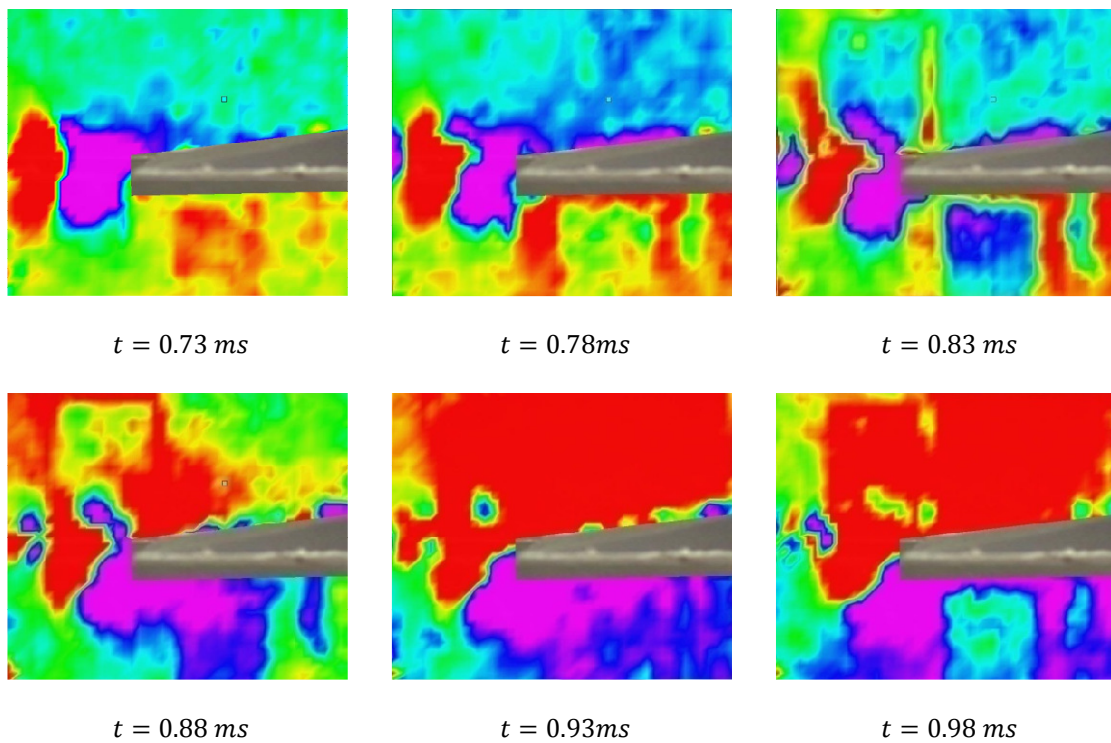 t = 0.73 ms
t = 0.78ms
t = 0.83 ms
t = 0.88 ms
t = 0.93ms
t = 0.98 ms